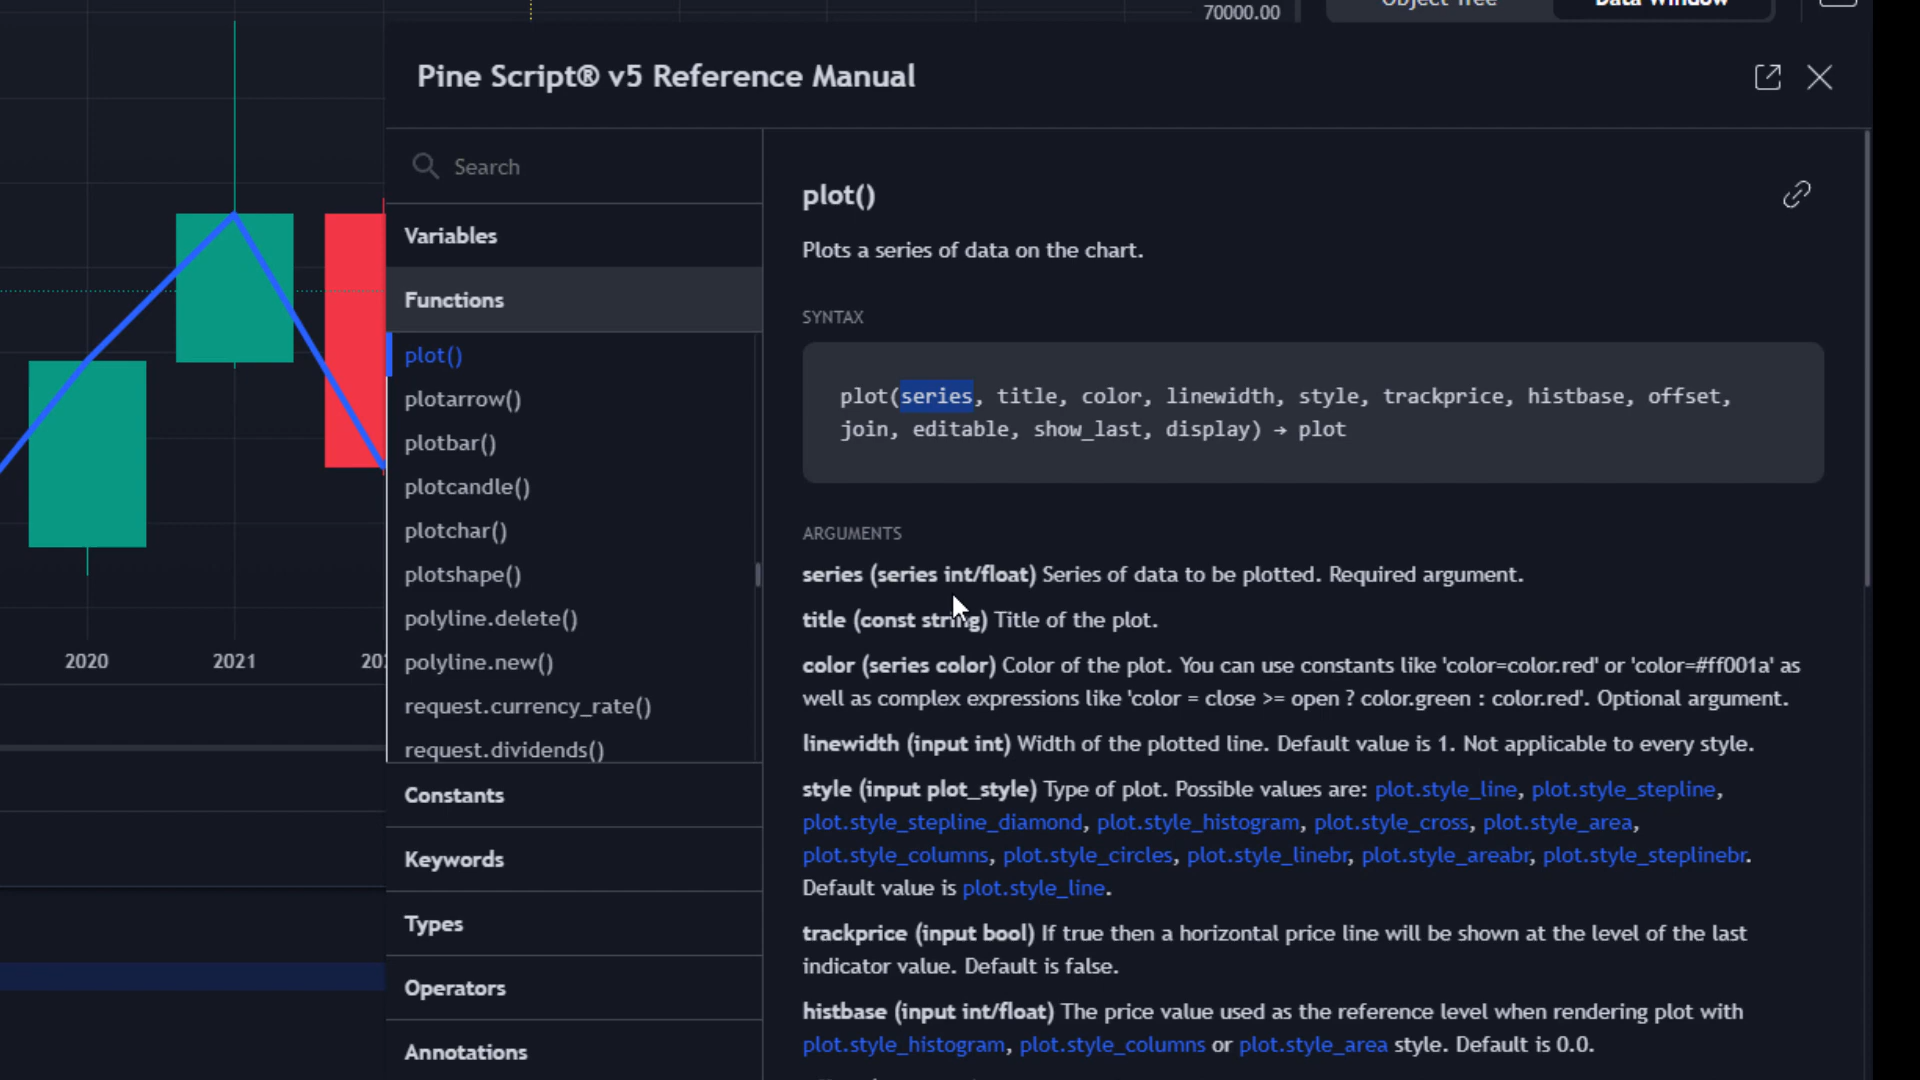 70000.00
Object Tree
Data Window
Pine Script® v5 Reference Manual
Search
Variables
Functions
plot()
plotarrow()
plotbar()
plotcandle()
plotchar()
plotshape()
polyline.delete()
polyline.new()
request.currency_rate()
request.dividends()
Constants
Keywords
Types
Operators
Annotations
plot()
Plots a series of data on the chart.
SYNTAX
plot(series, title, color, linewidth, style, trackprice, histbase, offset,
join, editable, show_last, display) → plot
ARGUMENTS
series (series int/float) Series of data to be plotted. Required argument.
title (const string) Title of the plot.
color (series color) Color of the plot. You can use constants like 'color=color.red' or 'color=#ff001a' as
well as complex expressions like 'color = close >= open ? color.green : color.red'. Optional argument.
linewidth (input int) Width of the plotted line. Default value is 1. Not applicable to every style.
style (input plot_style) Type of plot. Possible values are: plot.style_line, plot.style_stepline,
plot.style_stepline_diamond, plot.style_histogram, plot.style_cross, plot.style_area,
plot.style_columns, plot.style_circles, plot.style_linebr, plot.style_areabr, plot.style_steplinebr.
Default value is plot.style_line.
trackprice (input bool) If true then a horizontal price line will be shown at the level of the last
indicator value. Default is false.
histbase (input int/float) The price value used as the reference level when rendering plot with
plot.style_histogram, plot.style_columns or plot.style_area style. Default is 0.0.
2020
2021